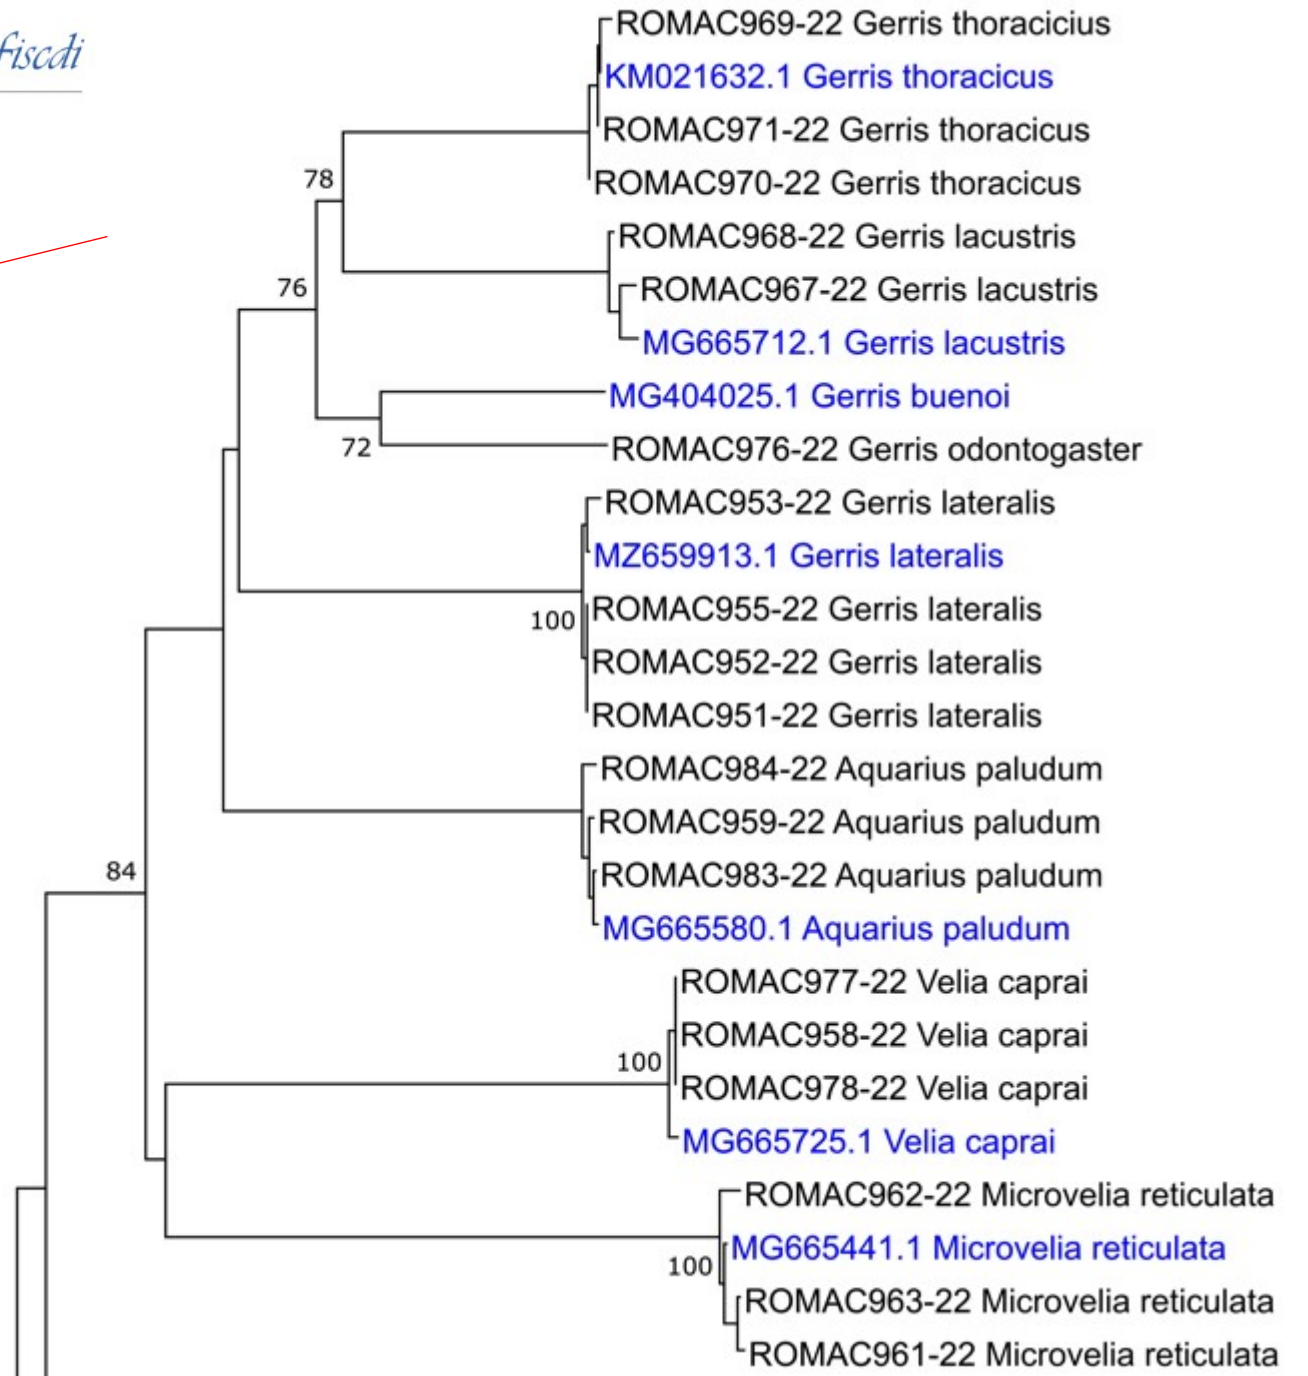 fiscdi
ROMAC969-22 Gerris thoracicius
KM021632.1 Gerris thoracicus
ROMAC971-22 Gerris thoracicus
ROMAC970-22 Gerris thoracicus
78
ROMAC968-22 Gerris lacustris
ROMAC967-22 Gerris lacustris
76
MG665712.1 Gerris lacustris
MG404025.1 Gerris buenoi
72
ROMAC976-22 Gerris odontogaster
ROMAC953-22 Gerris lateralis
MZ659913.1 Gerris lateralis
ROMAC955-22 Gerris lateralis
100
ROMAC952-22 Gerris lateralis
ROMAC951-22 Gerris lateralis
ROMAC984-22 Aquarius paludum
ROMAC959-22 Aquarius paludum
84
ROMAC983-22 Aquarius paludum
MG665580.1 Aquarius paludum
ROMAC977-22 Velia caprai
ROMAC958-22 Velia caprai
100
ROMAC978-22 Velia caprai
MG665725.1 Velia caprai
ROMAC962-22 Microvelia reticulata
MG665441.1 Microvelia reticulata
100
ROMAC963-22 Microvelia reticulata
ROMAC961-22 Microvelia reticulata